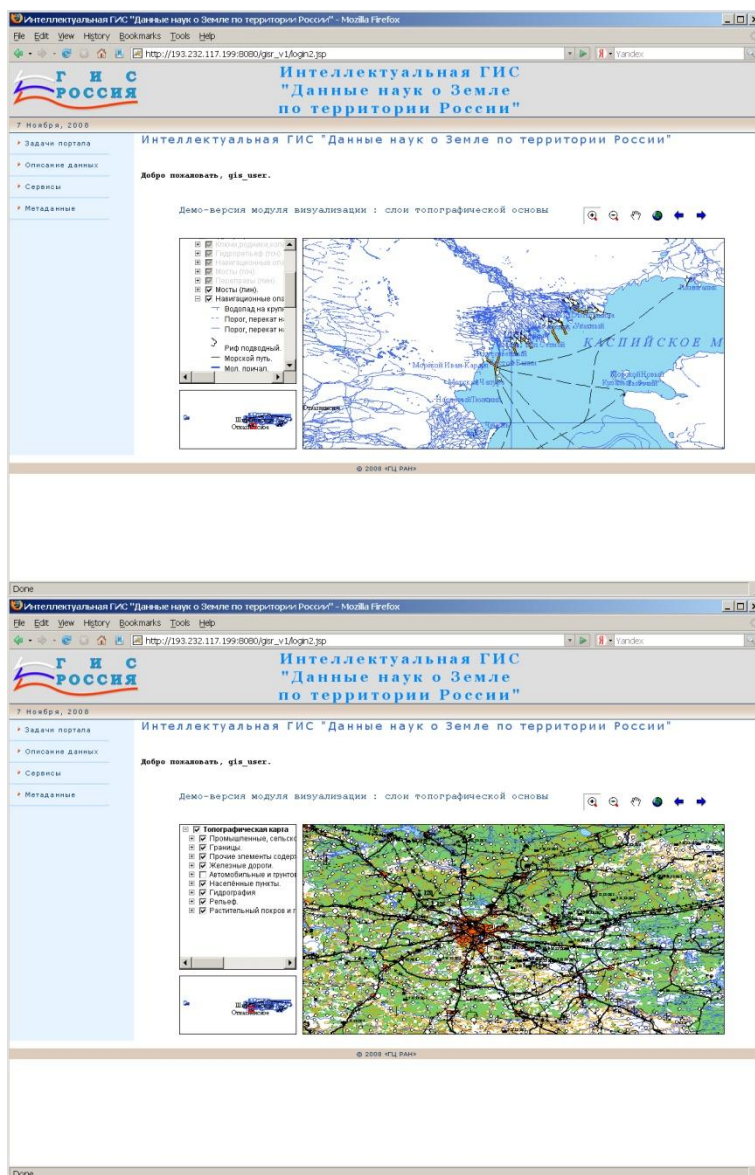 Интеллектуальная ГИС "Данные наук о Земле по территории России" - Mozilla Firefox
File Edit View History Bookmarks Tools Help
http://193.232.117.199:8080/gisr_v1/login2.jsp
Yandex
ГИС
РОССИЯ
Интеллектуальная ГИС
"Данные наук о Земле
по территории России"
7 Ноября, 2008
Задачи портала
Описание данных
Сервисы
Метаданные
Интеллектуальная ГИС "Данные наук о Земле по территории России"
Добро пожаловать, gis_user.
Демо-версия модуля визуализации : слои топографической основы
Мосты (лин).
Навигационные опа
Водопад на круп
Порог, перекат н
Порог, перекат н
Риф подводный.
Морской путь.
Мол, причал.
КАСПИЙСКОЕ М
Морской Иван-Караул
© 2008 «ГЦ РАН»
Done
Интеллектуальная ГИС "Данные наук о Земле по территории России" - Mozilla Firefox
File Edit View History Bookmarks Tools Help
http://193.232.117.199:8080/gisr_v1/login2.jsp
Yandex
ГИС
РОССИЯ
Интеллектуальная ГИС
"Данные наук о Земле
по территории России"
7 Ноября, 2008
Задачи портала
Описание данных
Сервисы
Метаданные
Интеллектуальная ГИС "Данные наук о Земле по территории России"
Добро пожаловать, gis_user.
Демо-версия модуля визуализации : слои топографической основы
Топографическая карта
Промышленные, сельско
Границы.
Прочие элементы содер
Железные дороги.
Автомобильные и грунто
Населённые пункты.
Гидрография
Рельеф.
Растительный покров и г
© 2008 «ГЦ РАН»
Done